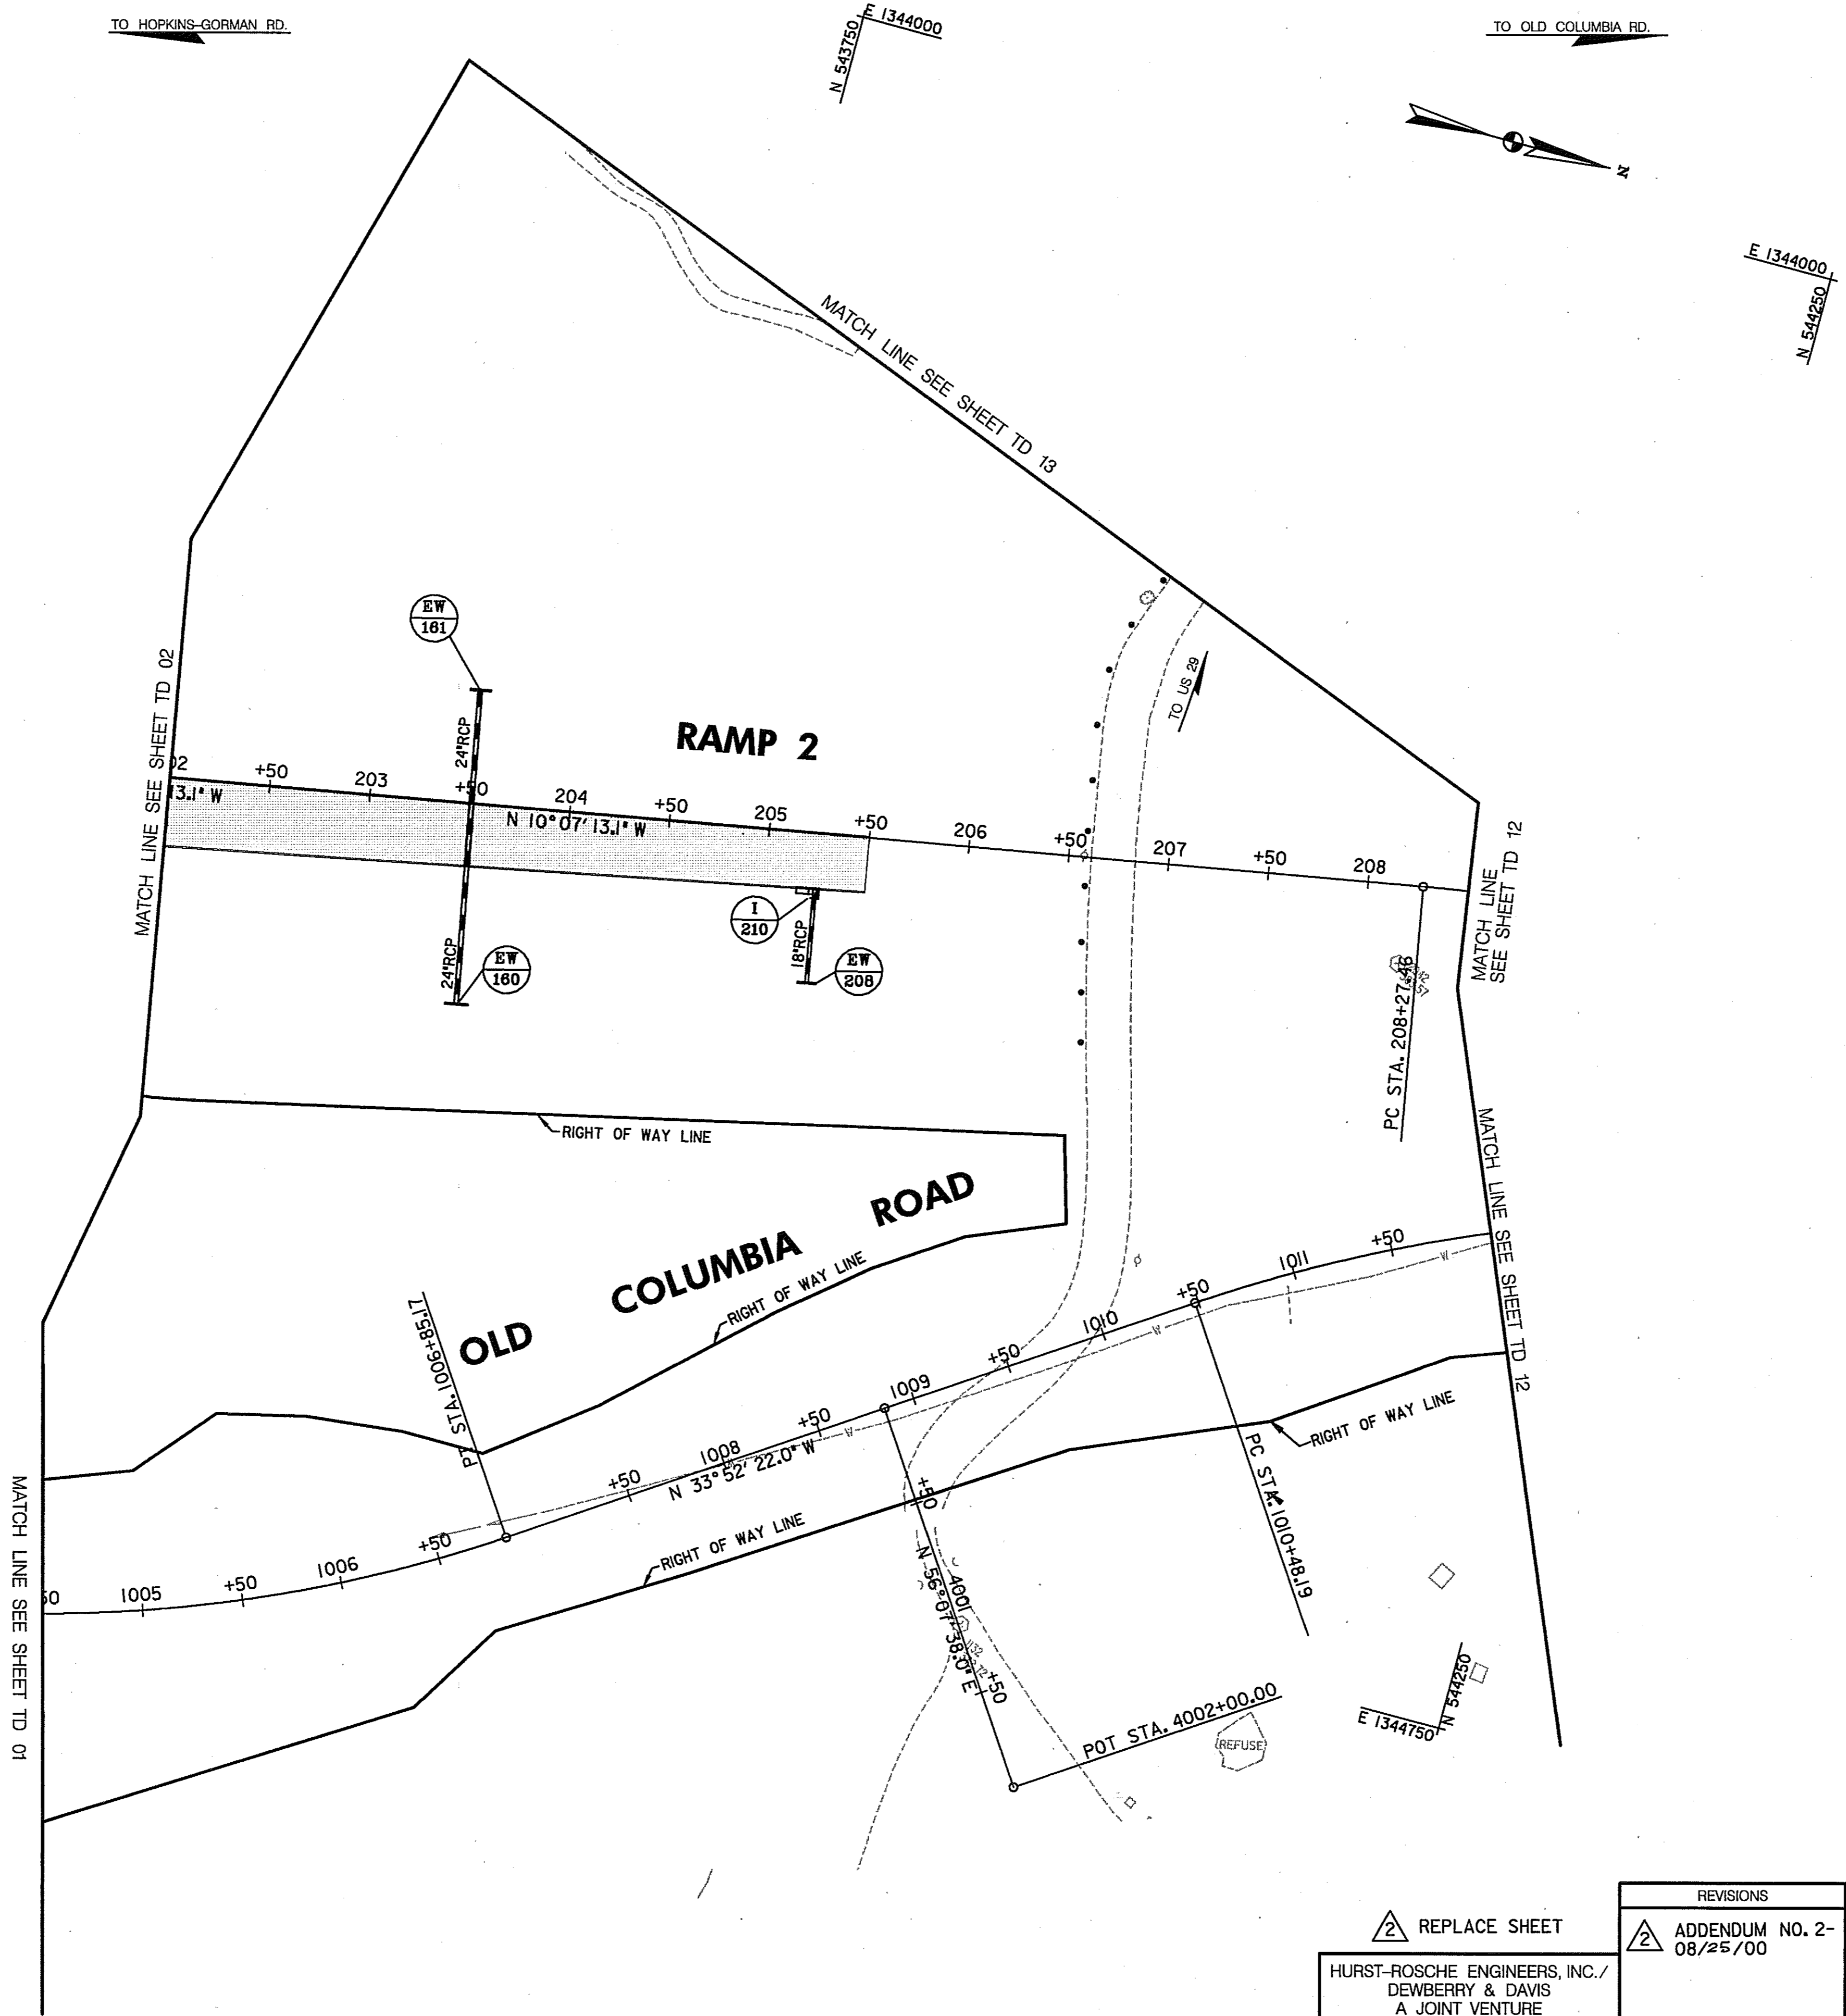 TO HOPKINS-GORMAN RD.
E 1344000
N 543750
TO OLD COLUMBIA RD.
N
E 1344000
N 544250
MATCH LINE SEE SHEET TD 13
EW
161
MATCH LINE SEE SHEET TD 02
24"RCP
RAMP 2
TO US 29
02
+50
203
+50
204
+50
205
+50
206
+50
207
+50
208
13.1" W
N 10°07'13.1" W
MATCH LINE
SEE SHEET TD 12
I
210
18"RCP
EW
208
24"RCP
EW
160
PC STA. 208+27.46
RIGHT OF WAY LINE
MATCH LINE SEE SHEET TD 12
OLD COLUMBIA ROAD
RIGHT OF WAY LINE
PT STA. 1006+85.17
50
1005
+50
1006
+50
+50
1008
+50
1009
+50
1010
+50
1011
+50
W
W
W
N 33°52'22.0" W
RIGHT OF WAY LINE
RIGHT OF WAY LINE
PC STA. 1010+48.19
+50
4001
+50
N 56°07'38.0" E
POT STA. 4002+00.00
REFUSE
E 1344750
N 544250
MATCH LINE SEE SHEET TD 01
2 REPLACE SHEET
REVISIONS
2 ADDENDUM NO. 2-
08/25/00
HURST-ROSCHE ENGINEERS, INC./
DEWBERRY & DAVIS
A JOINT VENTURE